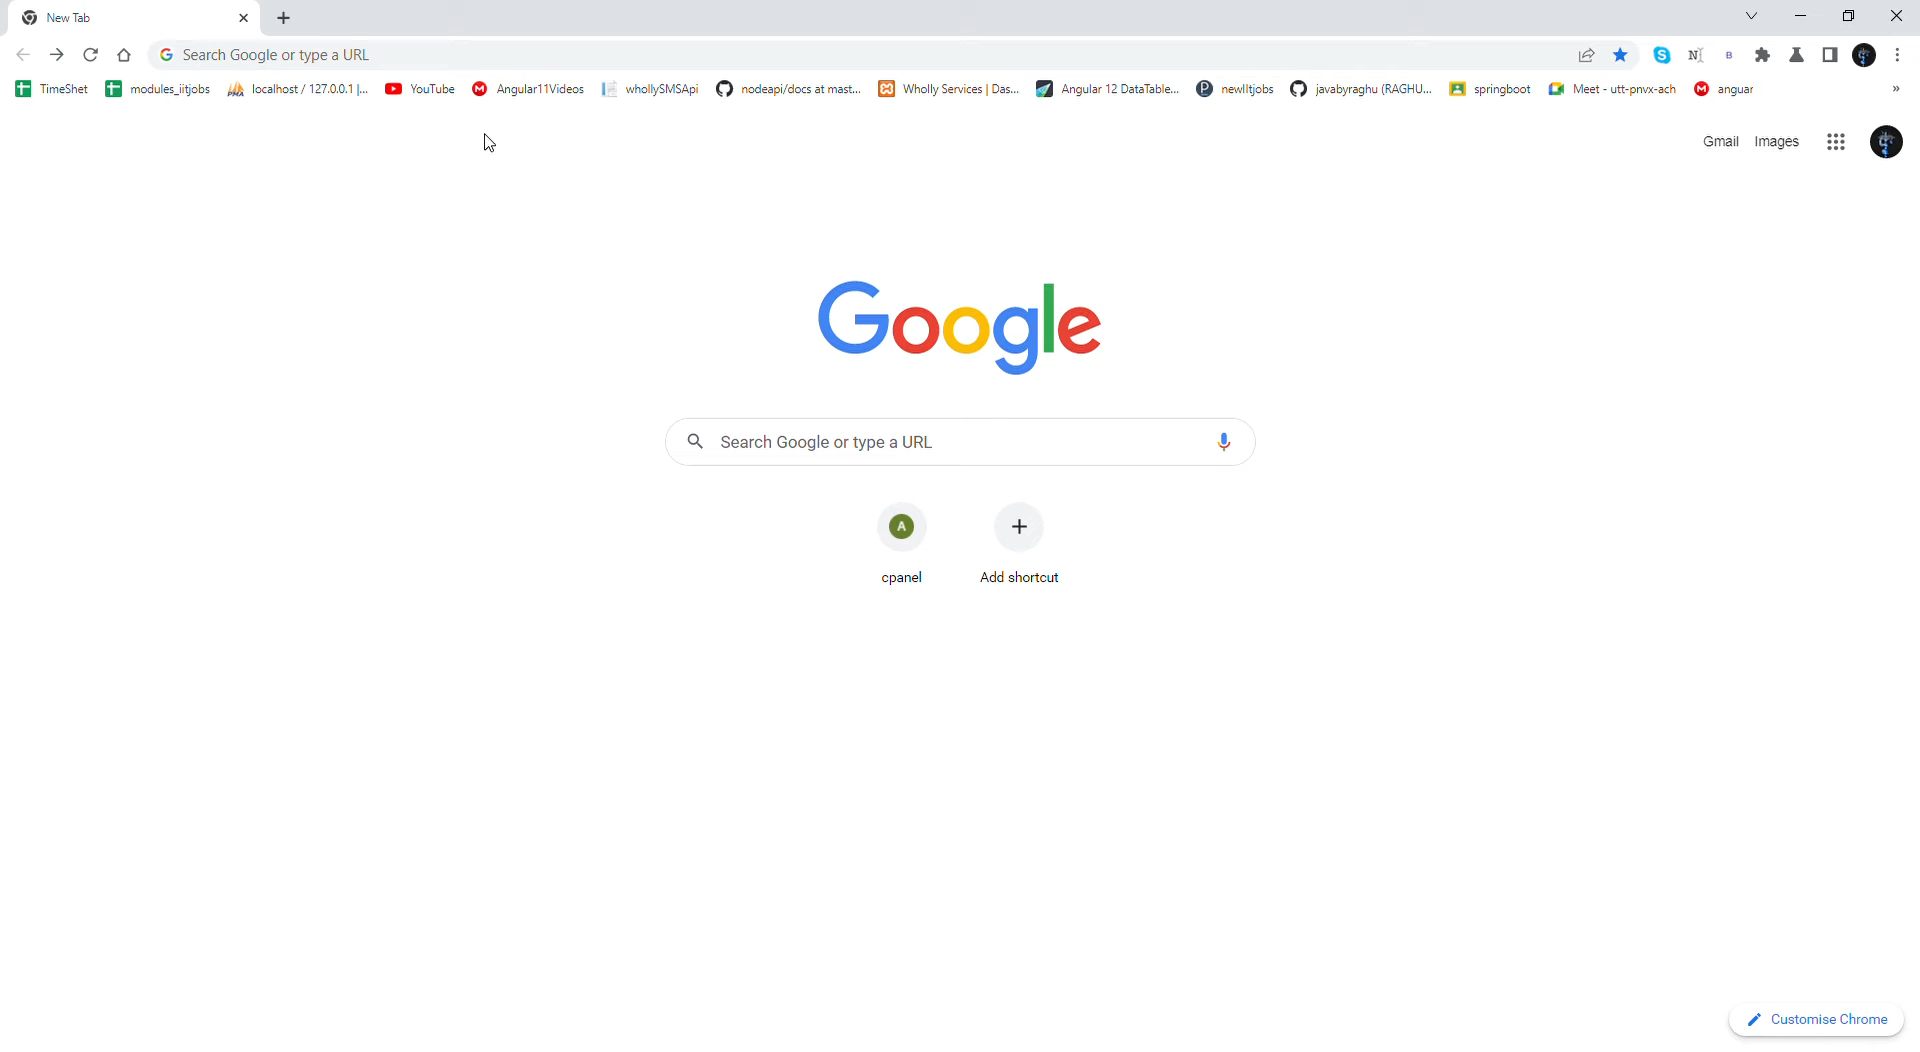 New Tab
Search Google or type a URL
TimeShet modules_iitjobs localhost / 127.0.0.1 |... YouTube Angular11Videos whollySMSApi nodeapi/docs at mast... Wholly Services | Das... Angular 12 DataTable... newIItjobs javabyraghu (RAGHU... springboot Meet - utt-pnvx-ach anguar »
Gmail Images
Google
Search Google or type a URL
A
cpanel Add shortcut
Customise Chrome